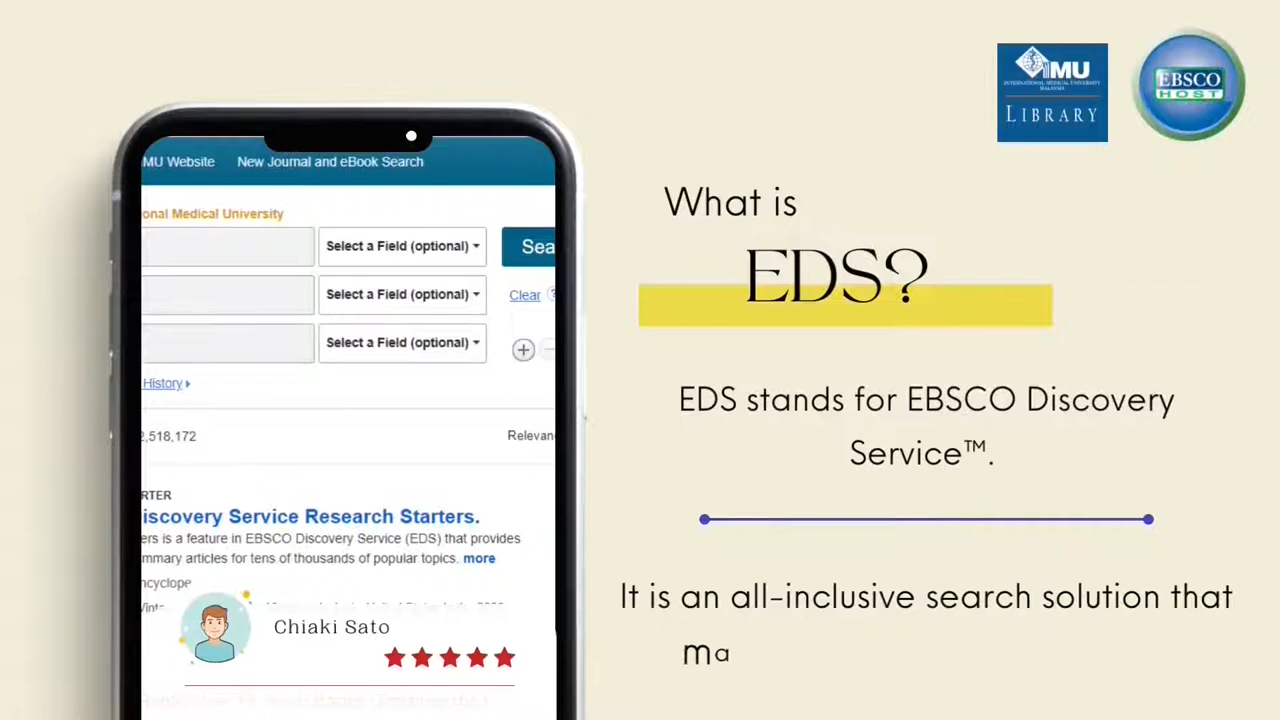 IMU
INTERNATIONAL MEDICAL UNIVERSITY
MALAYSIA
LIBRARY
EBSCO
HOST
MU Website New Journal and eBook Search
onal Medical University
Select a Field (optional)
Sea
Select a Field (optional)
Clear
Select a Field (optional)
History
2,518,172
Relevan
RTER
iscovery Service Research Starters.
ers is a feature in EBSCO Discovery Service (EDS) that provides
mmary articles for tens of thousands of popular topics. more
ncyclope
Chiaki Sato
What is
EDS?
EDS stands for EBSCO Discovery
Service™.
It is an all-inclusive search solution that
ma